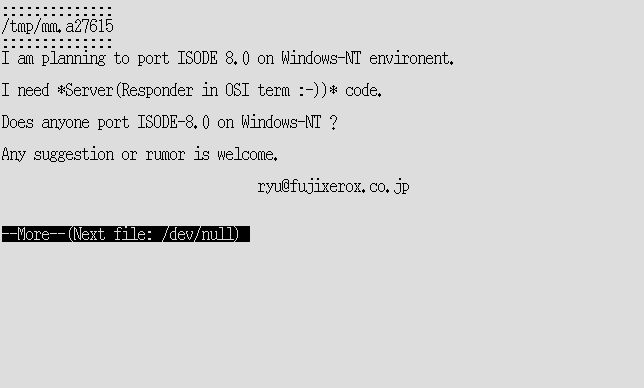 ::::::::::::::
/tmp/mm.a27615
::::::::::::::
I am planning to port ISODE 8.0 on Windows-NT environent.
I need *Server(Responder in OSI term :-))* code.
Does anyone port ISODE-8.0 on Windows-NT ?
Any suggestion or rumor is welcome.
ryu@fujixerox.co.jp
--More--(Next file: /dev/null)